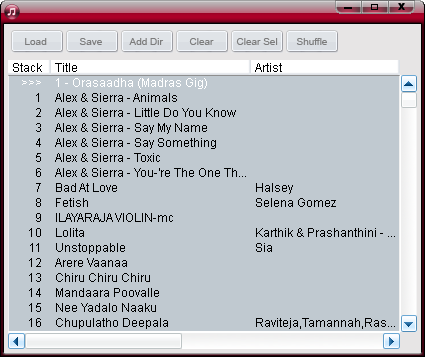 Load Save Add Dir Clear Clear Sel Shuffle
Stack Title Artist
>>> 1 - Orasaadha (Madras Gig)
1 Alex & Sierra - Animals
2 Alex & Sierra - Little Do You Know
3 Alex & Sierra - Say My Name
4 Alex & Sierra - Say Something
5 Alex & Sierra - Toxic
6 Alex & Sierra - You-'re The One Th...
7 Bad At Love Halsey
8 Fetish Selena Gomez
9 ILAYARAJA VIOLIN-mc
10 Lolita Karthik & Prashanthini - ...
11 Unstoppable Sia
12 Arere Vaanaa
13 Chiru Chiru Chiru
14 Mandaara Poovalle
15 Nee Yadalo Naaku
16 Chupulatho Deepala Raviteja,Tamannah,Ras...